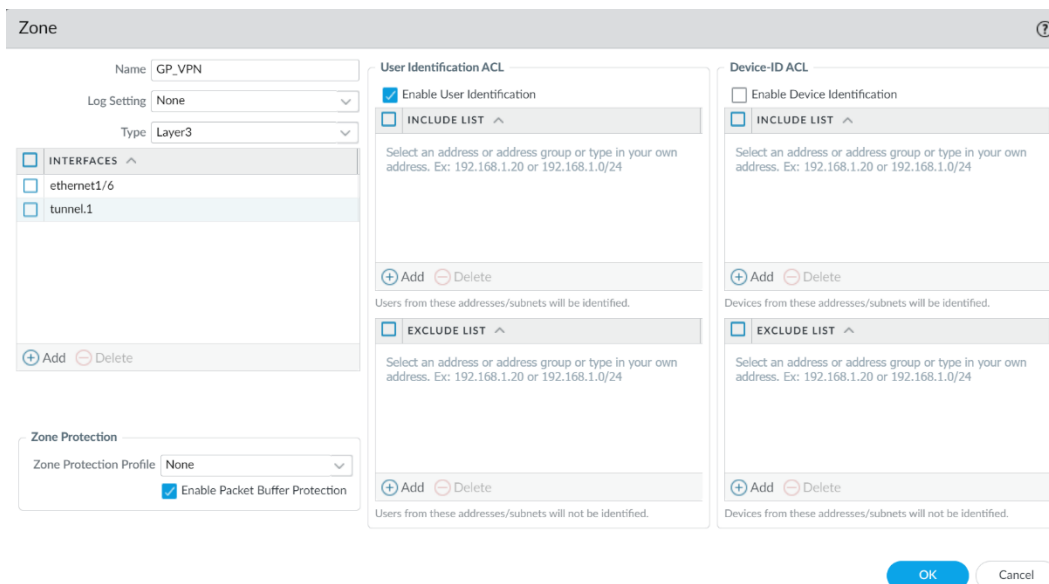 Zone
Name GP_VPN
Log Setting None
Type Layer3
INTERFACES
ethernet1/6
tunnel.1
Add Delete
Zone Protection
Zone Protection Profile None
Enable Packet Buffer Protection
User Identification ACL
Enable User Identification
INCLUDE LIST
Select an address or address group or type in your own
address. Ex: 192.168.1.20 or 192.168.1.0/24
Add Delete
Users from these addresses/subnets will be identified.
EXCLUDE LIST
Select an address or address group or type in your own
address. Ex: 192.168.1.20 or 192.168.1.0/24
Add Delete
Users from these addresses/subnets will not be identified.
Device-ID ACL
Enable Device Identification
INCLUDE LIST
Select an address or address group or type in your own
address. Ex: 192.168.1.20 or 192.168.1.0/24
Add Delete
Devices from these addresses/subnets will be identified.
EXCLUDE LIST
Select an address or address group or type in your own
address. Ex: 192.168.1.20 or 192.168.1.0/24
Add Delete
Devices from these addresses/subnets will not be identified.
OK Cancel